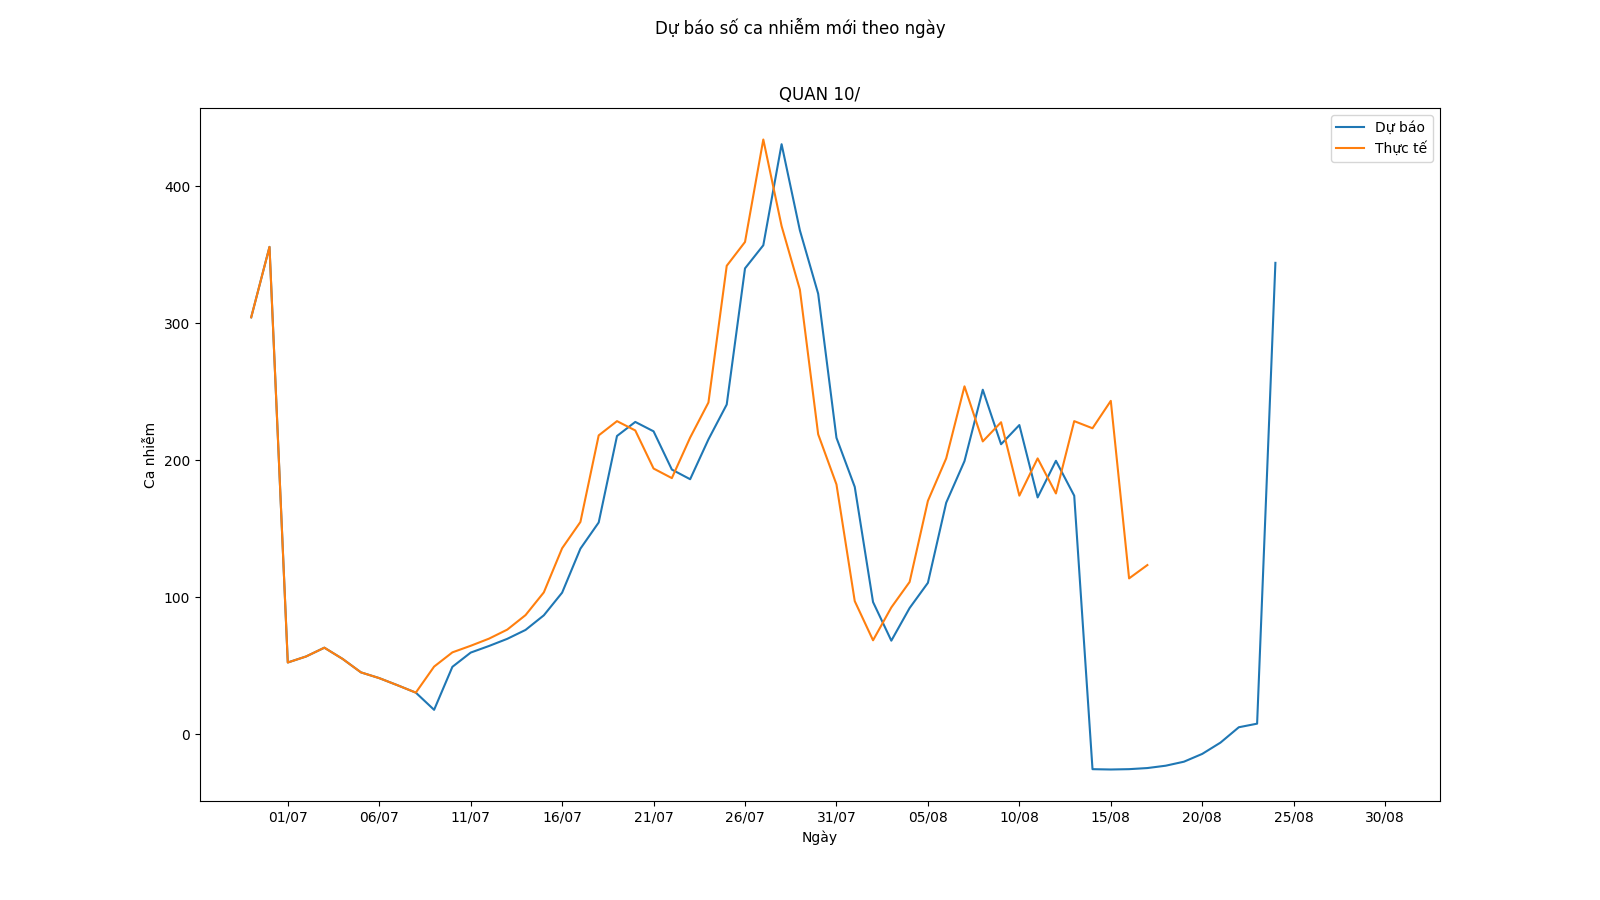 Dự báo số ca nhiễm mới theo ngày
QUAN 10/
Dự báo
Thực tế
400
300
200
100
0
Ca nhiễm
01/07 06/07 11/07 16/07 21/07 26/07 31/07 05/08 10/08 15/08 20/08 25/08 30/08
Ngày